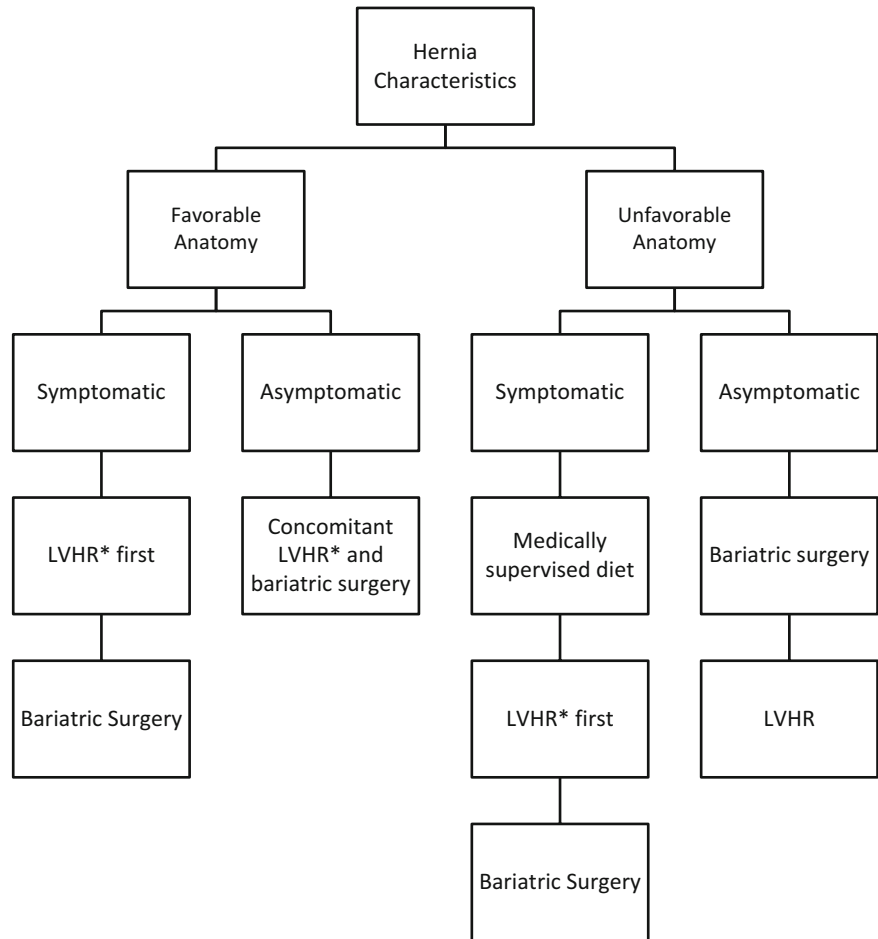 Hernia
Characteristics
Favorable
Anatomy
Unfavorable
Anatomy
Symptomatic
Asymptomatic
Symptomatic
Asymptomatic
LVHR* first
Concomitant
LVHR* and
bariatric surgery
Medically
supervised diet
Bariatric surgery
Bariatric Surgery
LVHR* first
LVHR
Bariatric Surgery